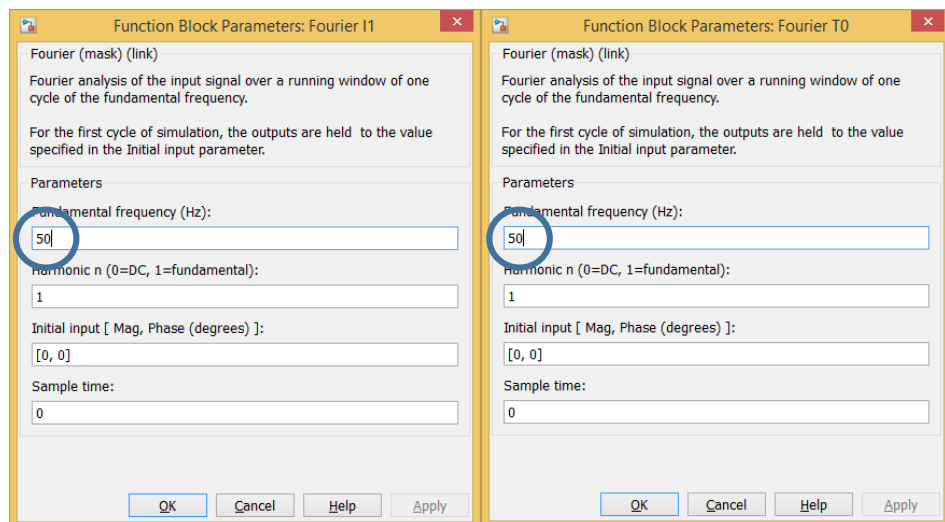 Function Block Parameters: Fourier I1
Fourier (mask) (link)
Fourier analysis of the input signal over a running window of one
cycle of the fundamental frequency.
For the first cycle of simulation, the outputs are held to the value
specified in the Initial input parameter.
Parameters
Fundamental frequency (Hz):
50
Harmonic n (0=DC, 1=fundamental):
1
Initial input [ Mag, Phase (degrees) ]:
[0, 0]
Sample time:
0
OK Cancel Help Apply
Function Block Parameters: Fourier T0
Fourier (mask) (link)
Fourier analysis of the input signal over a running window of one
cycle of the fundamental frequency.
For the first cycle of simulation, the outputs are held to the value
specified in the Initial input parameter.
Parameters
Fundamental frequency (Hz):
50
Harmonic n (0=DC, 1=fundamental):
1
Initial input [ Mag, Phase (degrees) ]:
[0, 0]
Sample time:
0
OK Cancel Help Apply